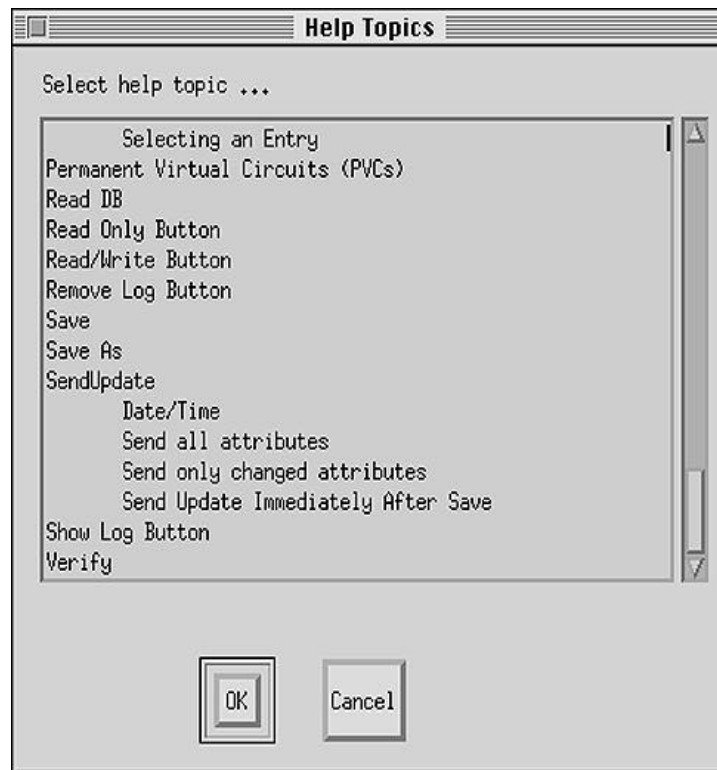 Help Topics
Select help topic ...
Selecting an Entry
Permanent Virtual Circuits (PVCs)
Read DB
Read Only Button
Read/Write Button
Remove Log Button
Save
Save As
SendUpdate
Date/Time
Send all attributes
Send only changed attributes
Send Update Immediately After Save
Show Log Button
Verify
OK
Cancel